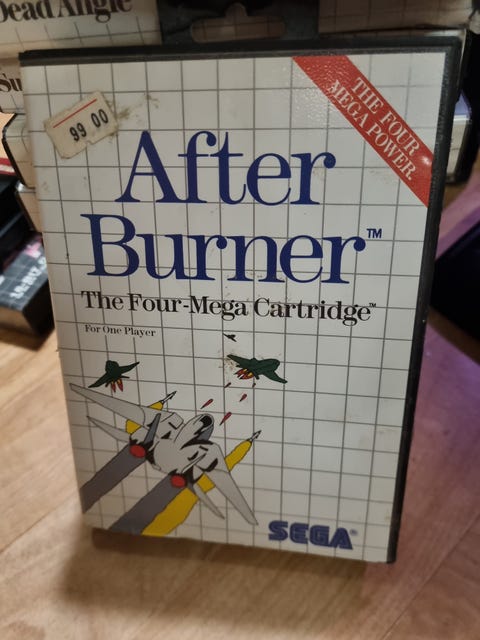 Dead Angle
99 00
THE FOUR
MEGA POWER.
After
Burner™
The Four-Mega Cartridge™
For One Player
SEGA®